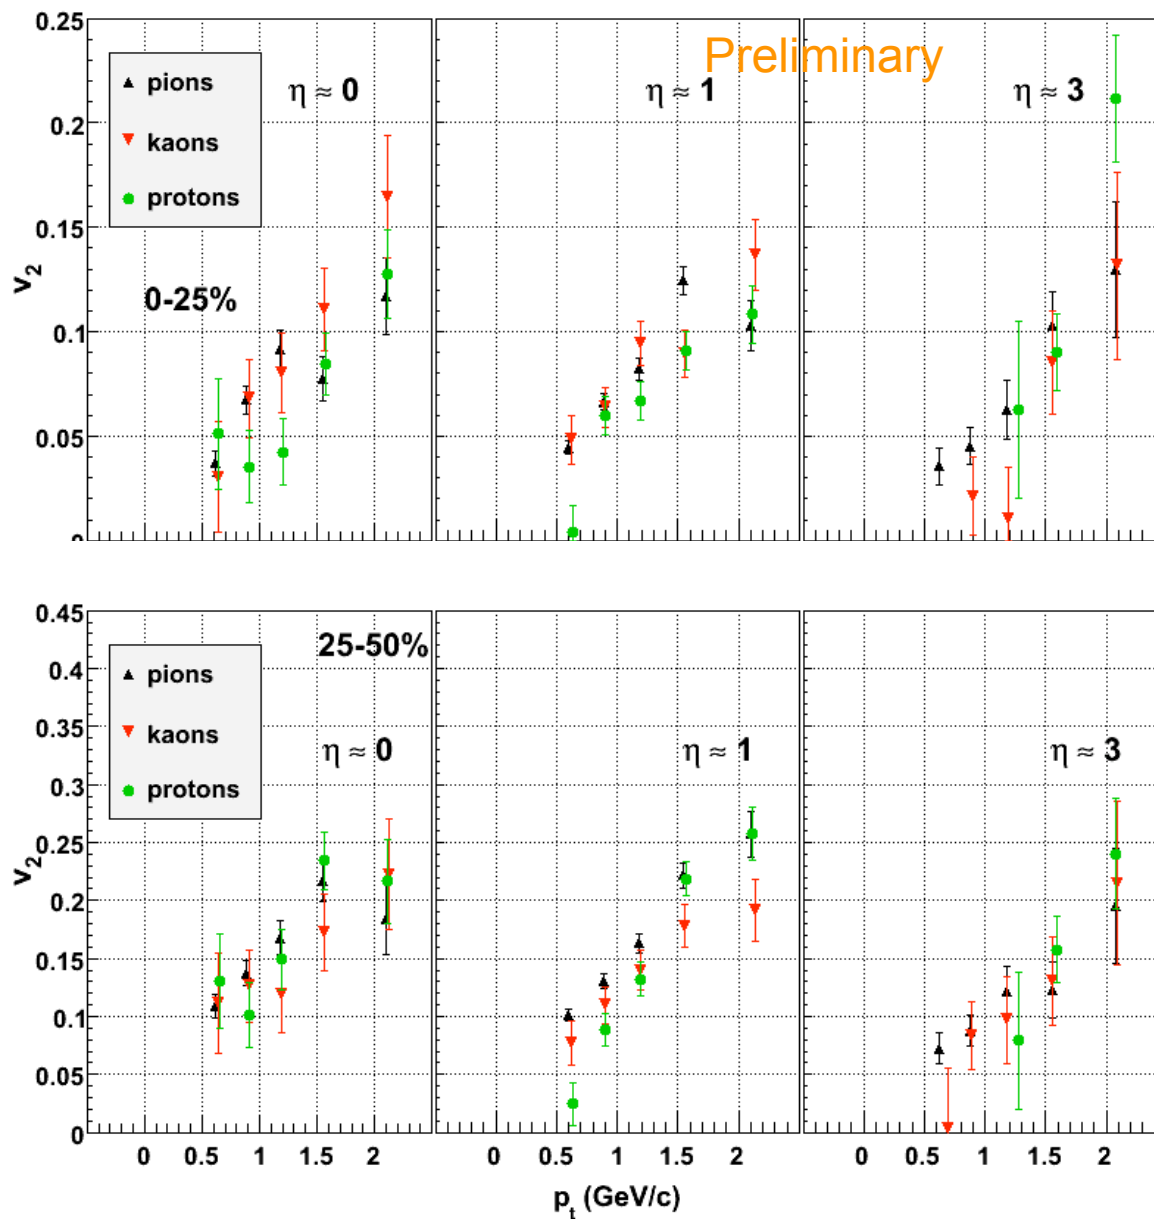 Preliminary
0.25
0.2
0.15
0.1
0.05
0
v2
pions
kaons
protons
η ≈ 0
η ≈ 1
η ≈ 3
0-25%
0.45
0.4
0.35
0.3
0.25
0.2
0.15
0.1
0.05
0
v2
25-50%
pions
kaons
protons
η ≈ 0
η ≈ 1
η ≈ 3
0 0.5 1 1.5 2
0 0.5 1 1.5 2
0 0.5 1 1.5 2
pt (GeV/c)